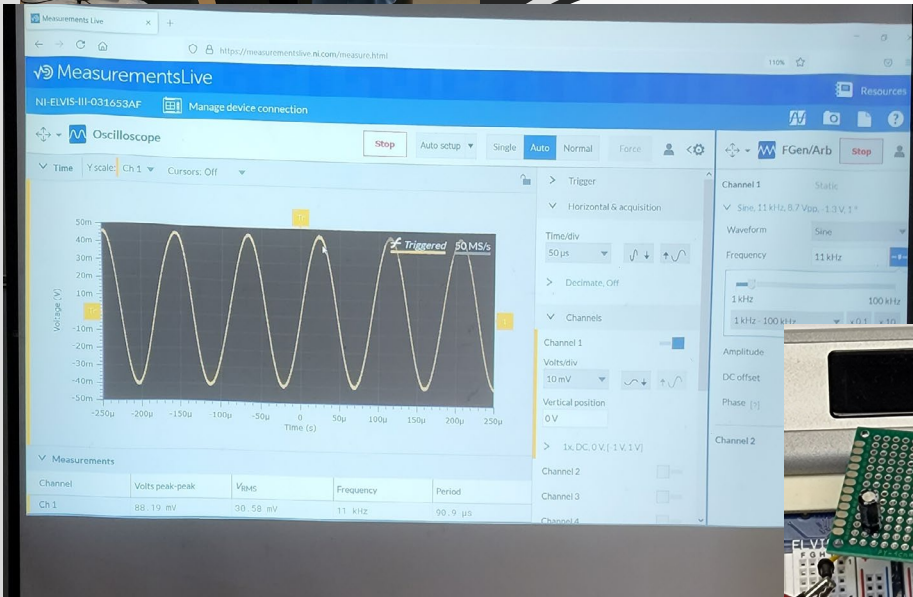 Measurements Live
https://measurementslive.ni.com/measure.html
110%
MeasurementsLive
Resources
NI-ELVIS-III-031653AF
Manage device connection
Oscilloscope
Stop
Auto setup
Single
Auto
Normal
Force
FGen/Arb
Stop
Time
Y scale:
Ch 1
Cursors: Off
Triggered
50 MS/s
Voltage (V)
50m
40m
30m
20m
10m
-10m
-20m
-30m
-40m
-50m
-250µ
-200µ
-150µ
100µ
-50µ
0
50µ
100µ
150µ
200µ
250µ
Time (s)
Trigger
Horizontal & acquisition
Time/div
50 µs
Decimate, Off
Channels
Channel 1
Volts/div
10 mV
Vertical position
0 V
1x, DC, 0 V, [-1 V, 1 V]
Channel 2
Channel 3
Channel 4
Channel 1
Static
Sine, 11 kHz, 8.7 Vpp, -1.3 V, 1°
Waveform
Sine
Frequency
11 kHz
1 kHz
100 kHz
1 kHz - 100 kHz
x0.1
x10
Amplitude
DC offset
Phase [?]
Channel 2
Measurements
Channel
Volts peak-peak
VRMS
Frequency
Period
Ch 1
88.19 mV
30.58 mV
11 kHz
90.9 µs
F G H